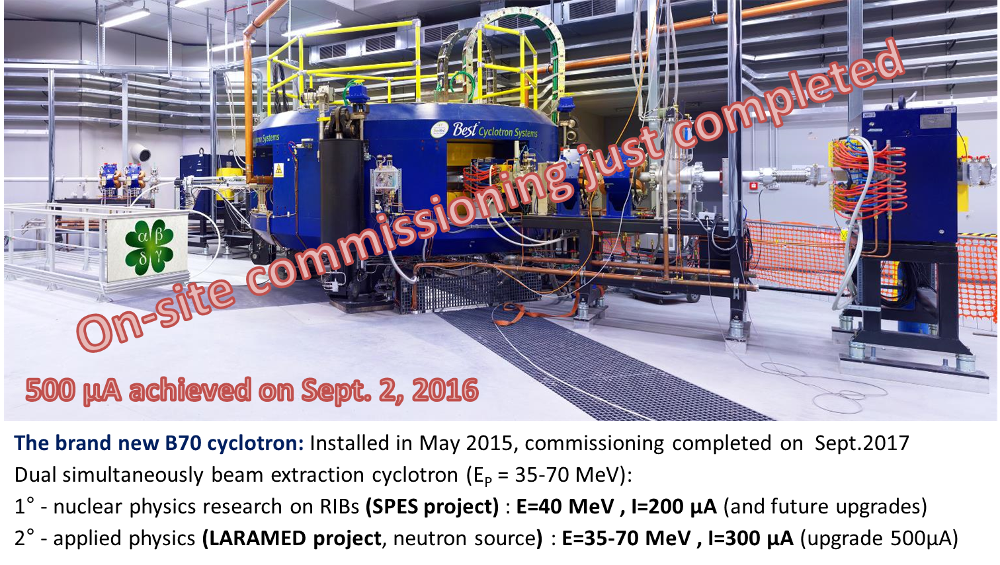 Best Cyclotron Systems
tron Systems
α β
δ γ
On-site commissioning just completed
500 µA achieved on Sept. 2, 2016
The brand new B70 cyclotron: Installed in May 2015, commissioning completed on Sept.2017
Dual simultaneously beam extraction cyclotron (EP = 35-70 MeV):
1° - nuclear physics research on RIBs (SPES project) : E=40 MeV , I=200 µA (and future upgrades)
2° - applied physics (LARAMED project, neutron source) : E=35-70 MeV , I=300 µA (upgrade 500µA)